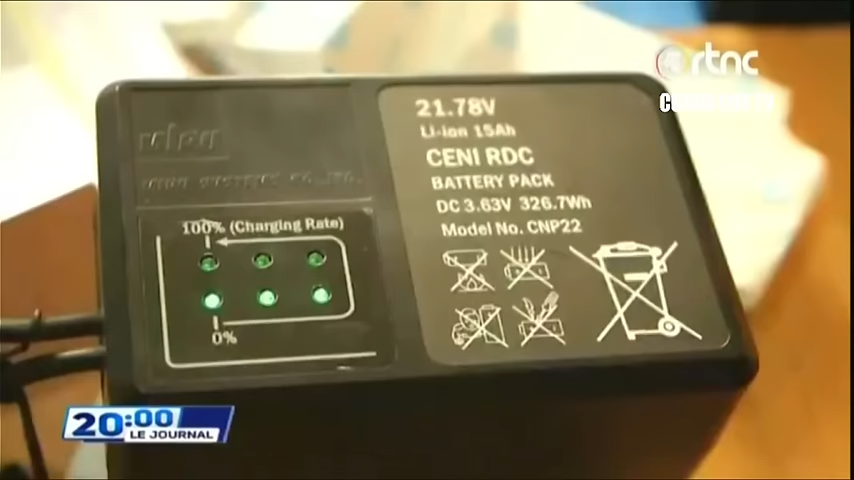 rtnc
21.78V
Li-ion 15Ah
CENI RDC
BATTERY PACK
DC 3.63V 326.7Wh
Model No. CNP22
100% (Charging Rate)
0%
20:00
LE JOURNAL